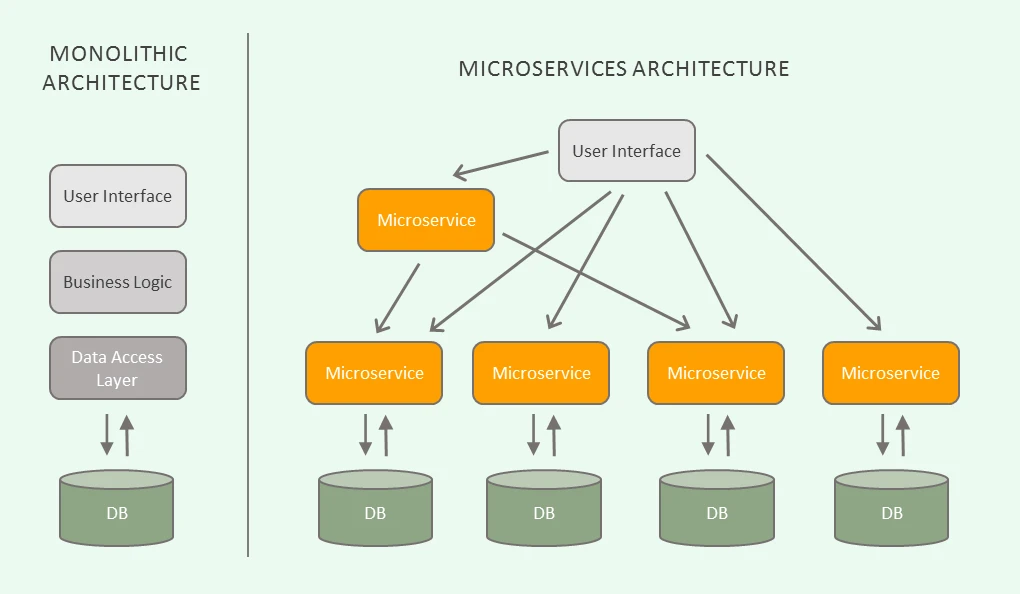 MONOLITHIC
ARCHITECTURE
User Interface
Business Logic
Data Access
Layer
DB
MICROSERVICES ARCHITECTURE
User Interface
Microservice
Microservice
Microservice
Microservice
Microservice
DB
DB
DB
DB